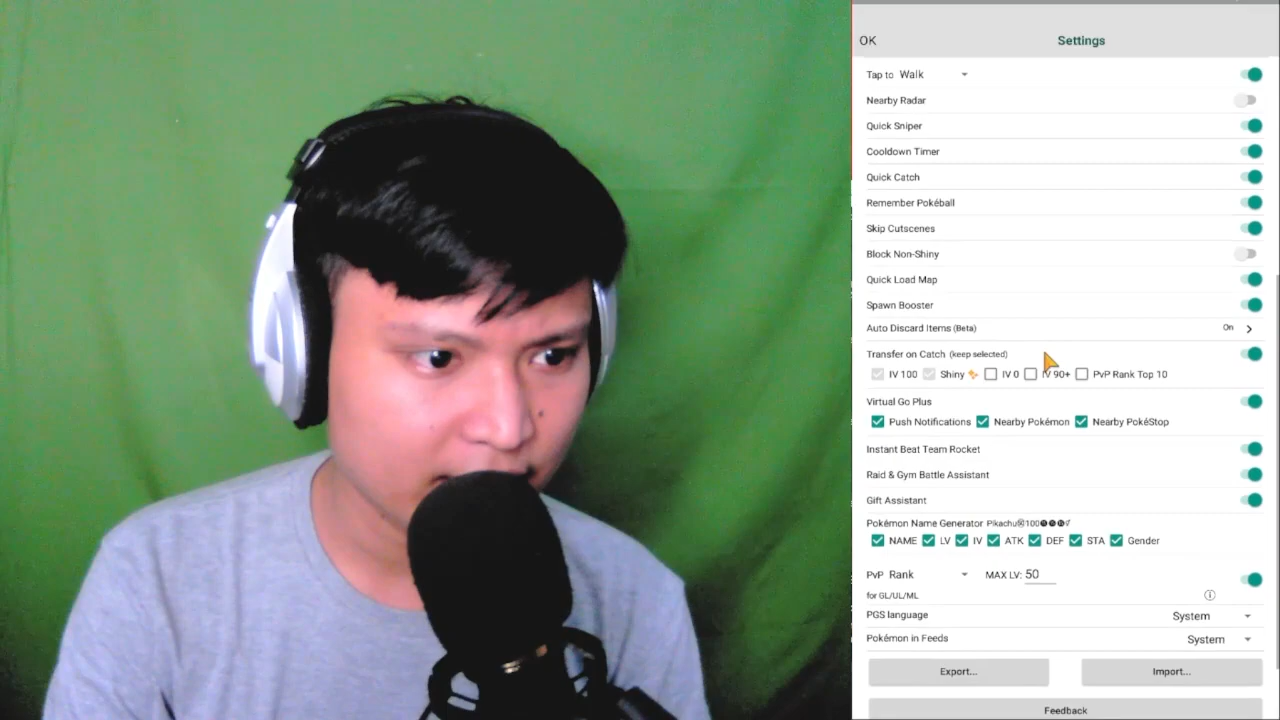 OK Settings
Tap to Walk
Nearby Radar
Quick Sniper
Cooldown Timer
Quick Catch
Remember Pokéball
Skip Cutscenes
Block Non-Shiny
Quick Load Map
Spawn Booster
Auto Discard Items (Beta) On
Transfer on Catch (keep selected)
IV 100 Shiny✨ IV 0 IV 90+ PvP Rank Top 10
Virtual Go Plus
Push Notifications Nearby Pokémon Nearby PokéStop
Instant Beat Team Rocket
Raid & Gym Battle Assistant
Gift Assistant
Pokémon Name Generator Pikachu Ⓡ100⓯⓯⓯♂
NAME LV IV ATK DEF STA Gender
PvP Rank MAX LV: 50
for GL/UL/ML
PGS language System
Pokémon in Feeds System
Export... Import...
Feedback